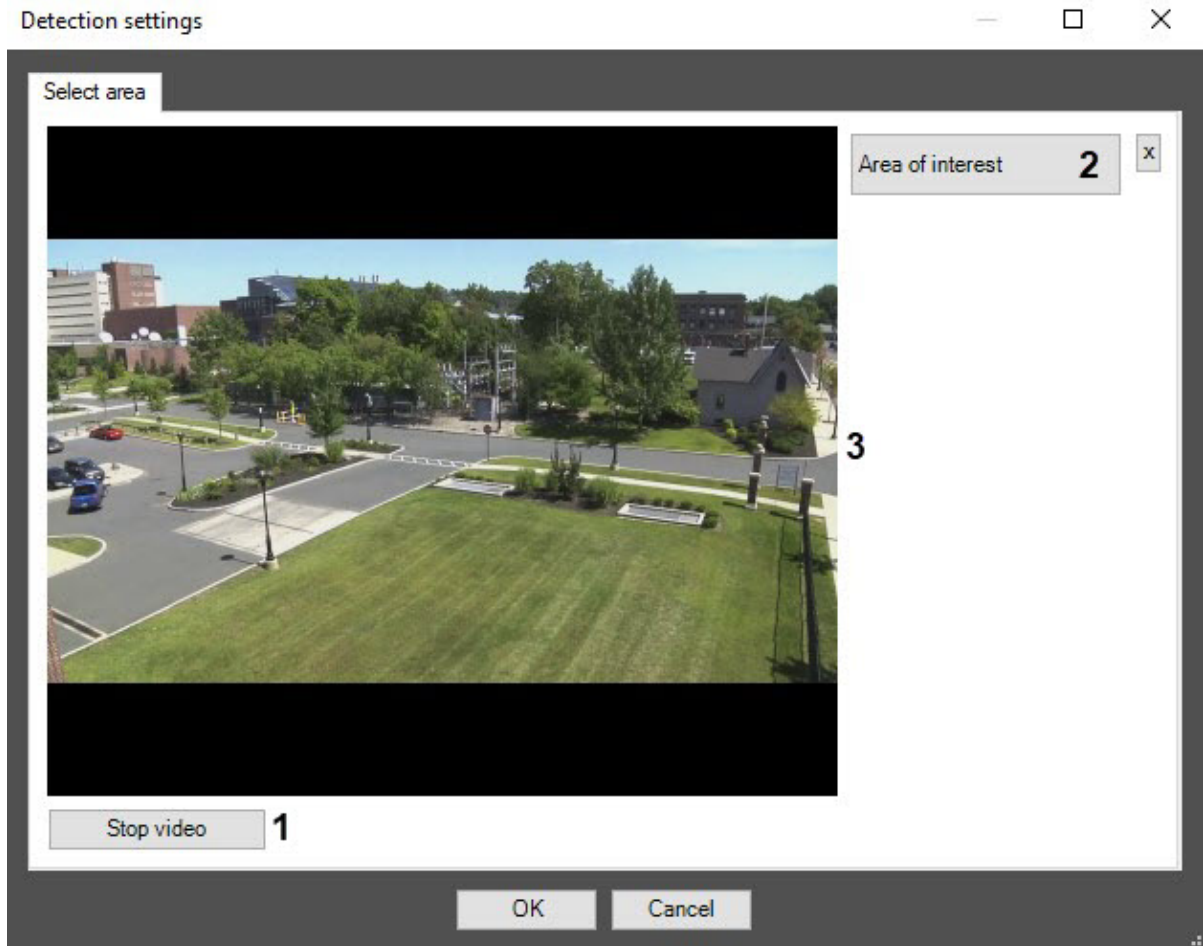 Detection settings
Select area
Area of interest 2
x
3
Stop video 1
OK
Cancel